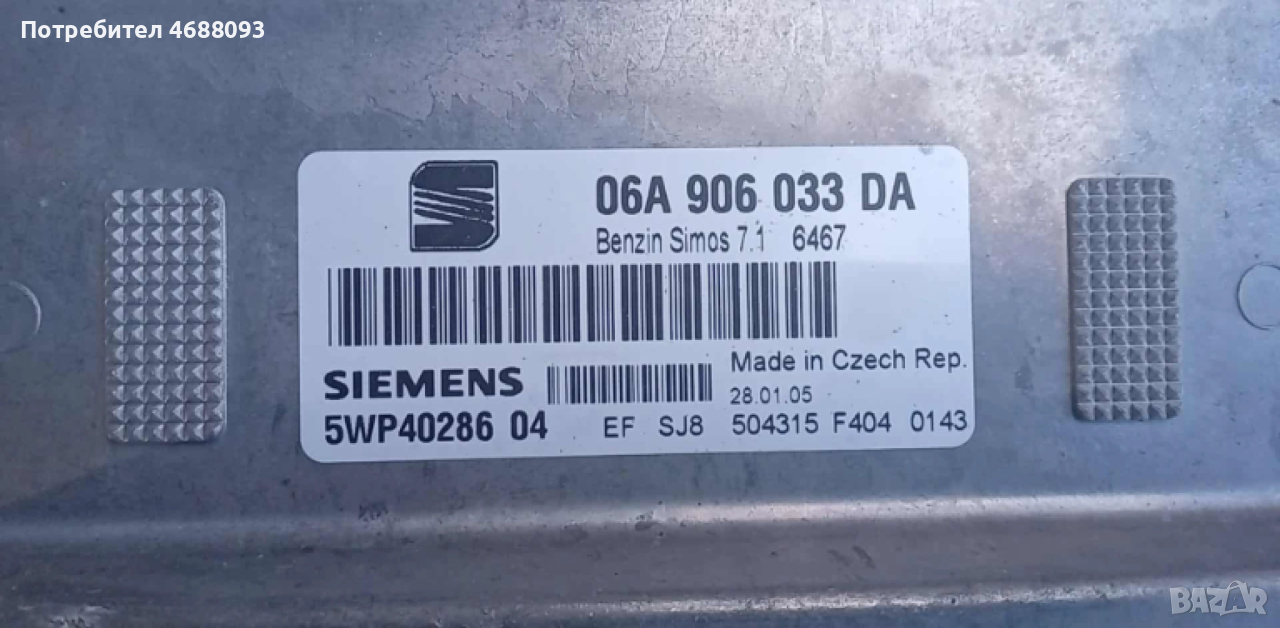 Потребител 4688093
06A 906 033 DA
Benzin Simos 7.1 6467
Made in Czech Rep.
SIEMENS
28.01.05
5WP40286 04 EF SJ8 504315 F404 0143
BAZAR